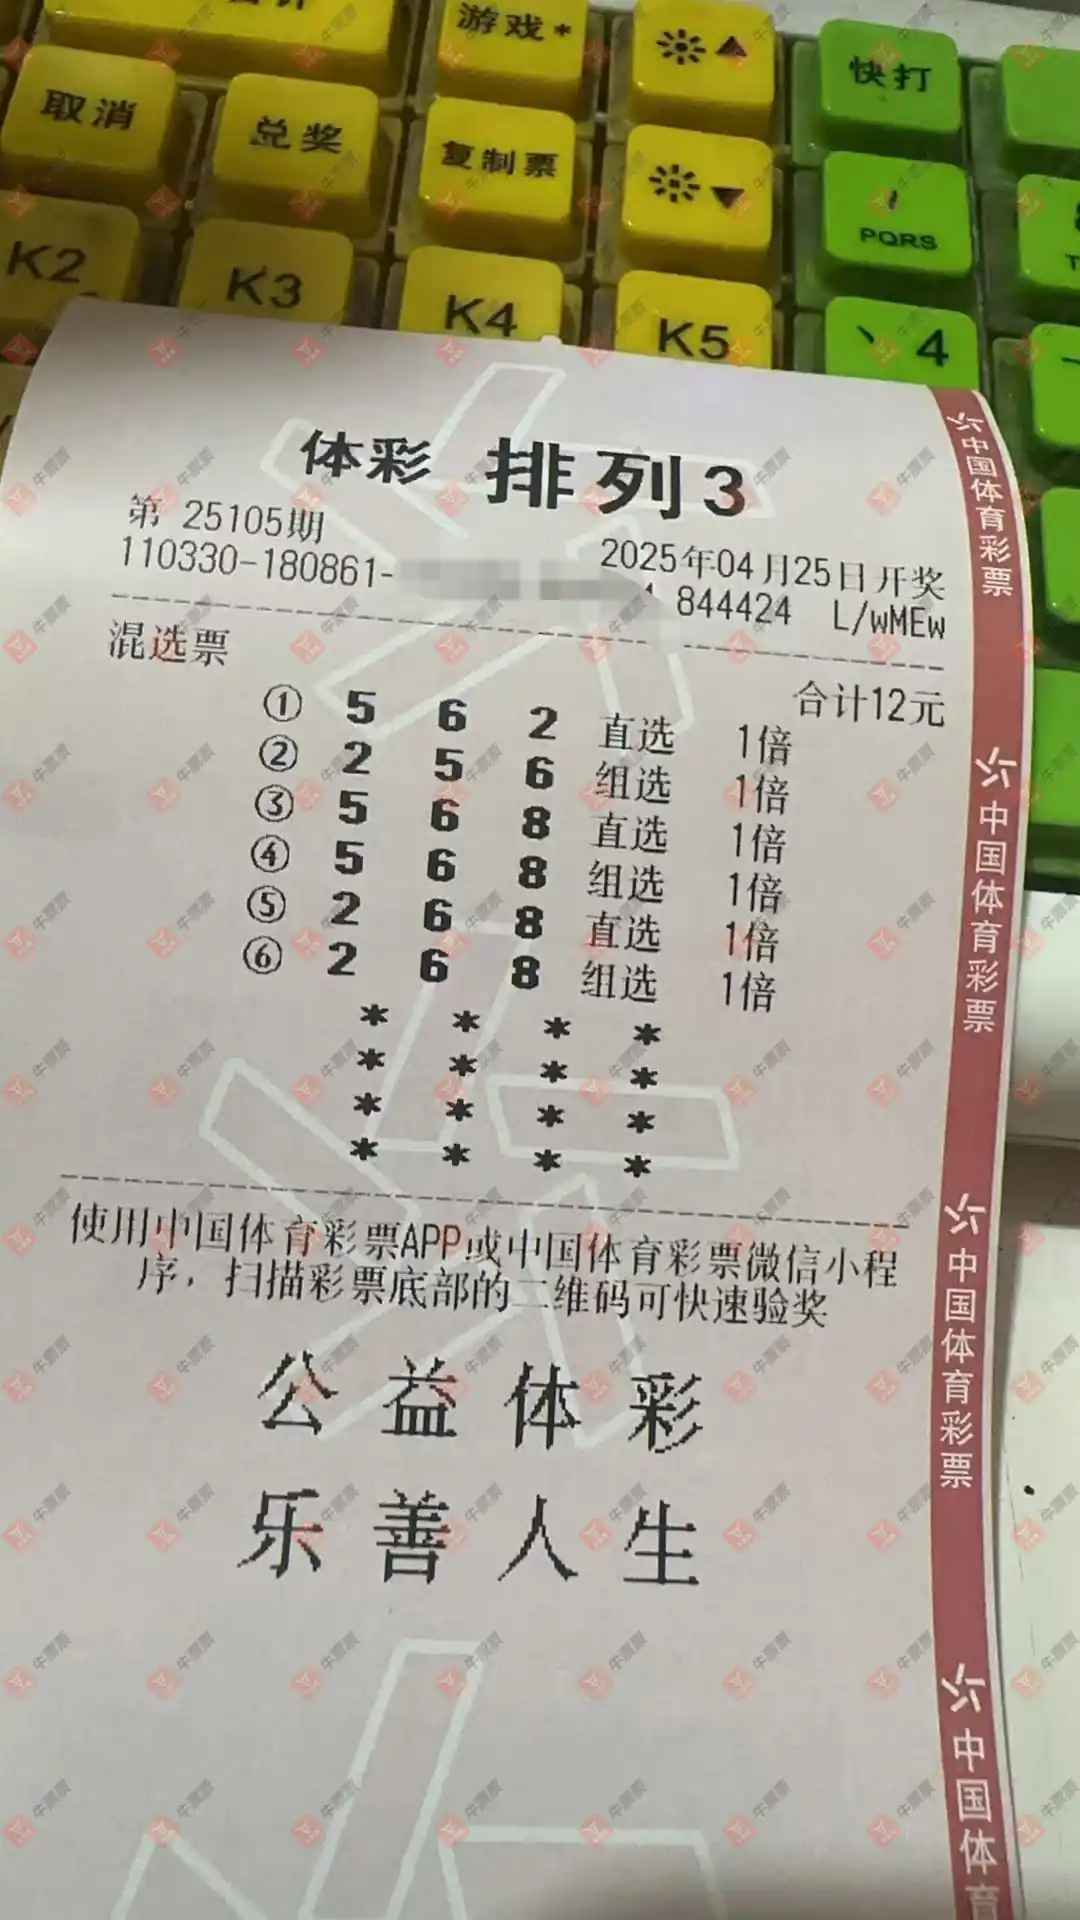 游戏*
取消
兑奖
复制票
快打
PQRS
K2
K3
K4
K5
丶 4
体彩 排列3
第 25105期
2025年04月25日开奖
110330-180861-
844424 L/wMEw
混选票
合计12元
① 5 6 2 直选 1倍
② 2 5 6 组选 1倍
③ 5 6 8 直选 1倍
④ 5 6 8 组选 1倍
⑤ 2 6 8 直选 1倍
⑥ 2 6 8 组选 1倍
* * * *
* * * *
* * * *
* * * *
使用中国体育彩票APP或中国体育彩票微信小程
序，扫描彩票底部的二维码可快速验奖
公益体彩
乐善人生
中国体育彩票
中国体育彩票
中国体育彩票
中国体育
牛票票